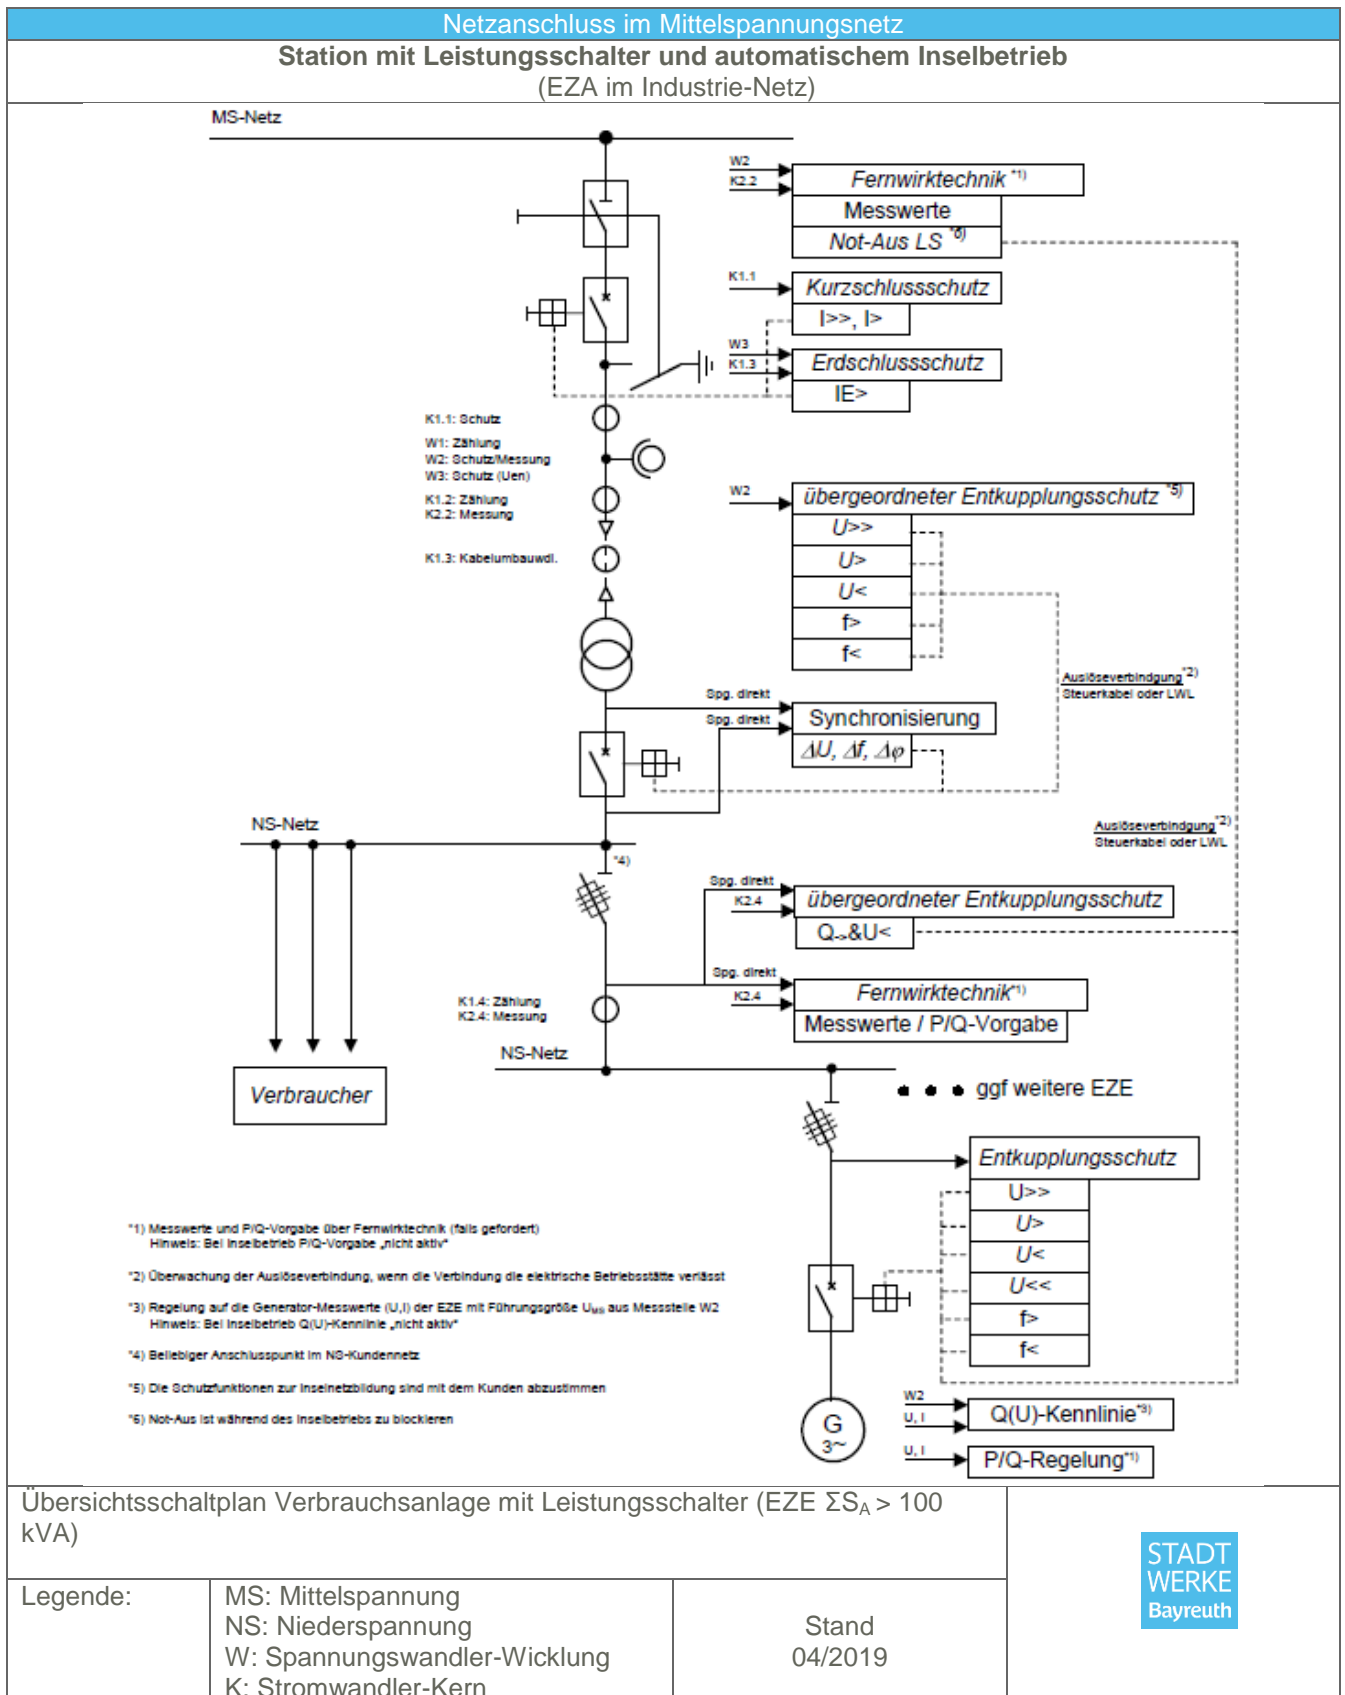 Netzanschluss im Mittelspannungsnetz
Station mit Leistungsschalter und automatischem Inselbetrieb
(EZA im Industrie-Netz)
MS-Netz
W2
K2.2
Fernwirktechnik *1)
Messwerte
Not-Aus LS *6)
K1.1
Kurzschlussschutz
I>>, I>
W3
K1.3
Erdschlussschutz
IE>
K1.1: Schutz
W1: Zählung
W2: Schutz/Messung
W3: Schutz (Uen)
K1.2: Zählung
K2.2: Messung
K1.3: Kabelumbauwdl.
W2
übergeordneter Entkupplungsschutz *5)
U>>
U>
U<
f>
f<
Auslöseverbindung*2)
Steuerkabel oder LWL
Spg. direkt
Spg. direkt
Synchronisierung
ΔU, Δf, Δφ
NS-Netz
*4)
Auslöseverbindung*2)
Steuerkabel oder LWL
Spg. direkt
K2.4
übergeordneter Entkupplungsschutz
Q->&U<
Spg. direkt
K2.4
Fernwirktechnik*1)
Messwerte / P/Q-Vorgabe
K1.4: Zählung
K2.4: Messung
NS-Netz
Verbraucher
ggf weitere EZE
Entkupplungsschutz
U>>
U>
U<
U<<
f>
f<
G
3~
W2
U, I
Q(U)-Kennlinie*3)
U, I
P/Q-Regelung*1)
*1) Messwerte und P/Q-Vorgabe über Fernwirktechnik (falls gefordert)
Hinweis: Bei Inselbetrieb P/Q-Vorgabe „nicht aktiv“
*2) Überwachung der Auslöseverbindung, wenn die Verbindung die elektrische Betriebsstätte verlässt
*3) Regelung auf die Generator-Messwerte (U,I) der EZE mit Führungsgröße UMS aus Messstelle W2
Hinweis: Bei Inselbetrieb Q(U)-Kennlinie „nicht aktiv“
*4) Beliebiger Anschlusspunkt im NS-Kundennetz
*5) Die Schutzfunktionen zur Inselnetzbildung sind mit dem Kunden abzustimmen
*6) Not-Aus ist während des Inselbetriebs zu blockieren
Übersichtsschaltplan Verbrauchsanlage mit Leistungsschalter (EZE ΣSA > 100
kVA)
STADT
WERKE
Bayreuth
Legende:
MS: Mittelspannung
NS: Niederspannung
W: Spannungswandler-Wicklung
K: Stromwandler-Kern
Stand
04/2019